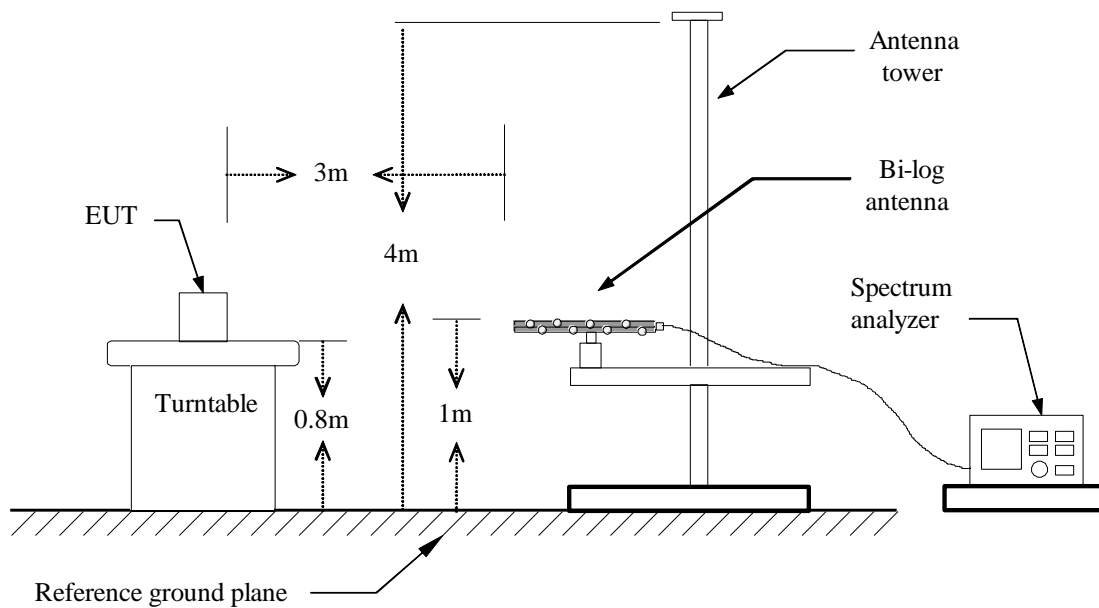 Antenna
tower
3m
Bi-log
antenna
EUT
4m
Spectrum
analyzer
Turntable
0.8m
1m
Reference ground plane